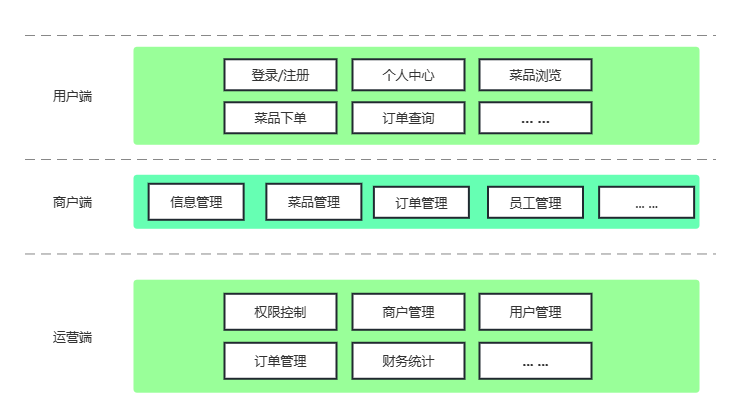 登录/注册 个人中心 菜品浏览
用户端
菜品下单 订单查询 ... ...
商户端 信息管理 菜品管理 订单管理 员工管理 ... ...
权限控制 商户管理 用户管理
运营端
订单管理 财务统计 ... ...